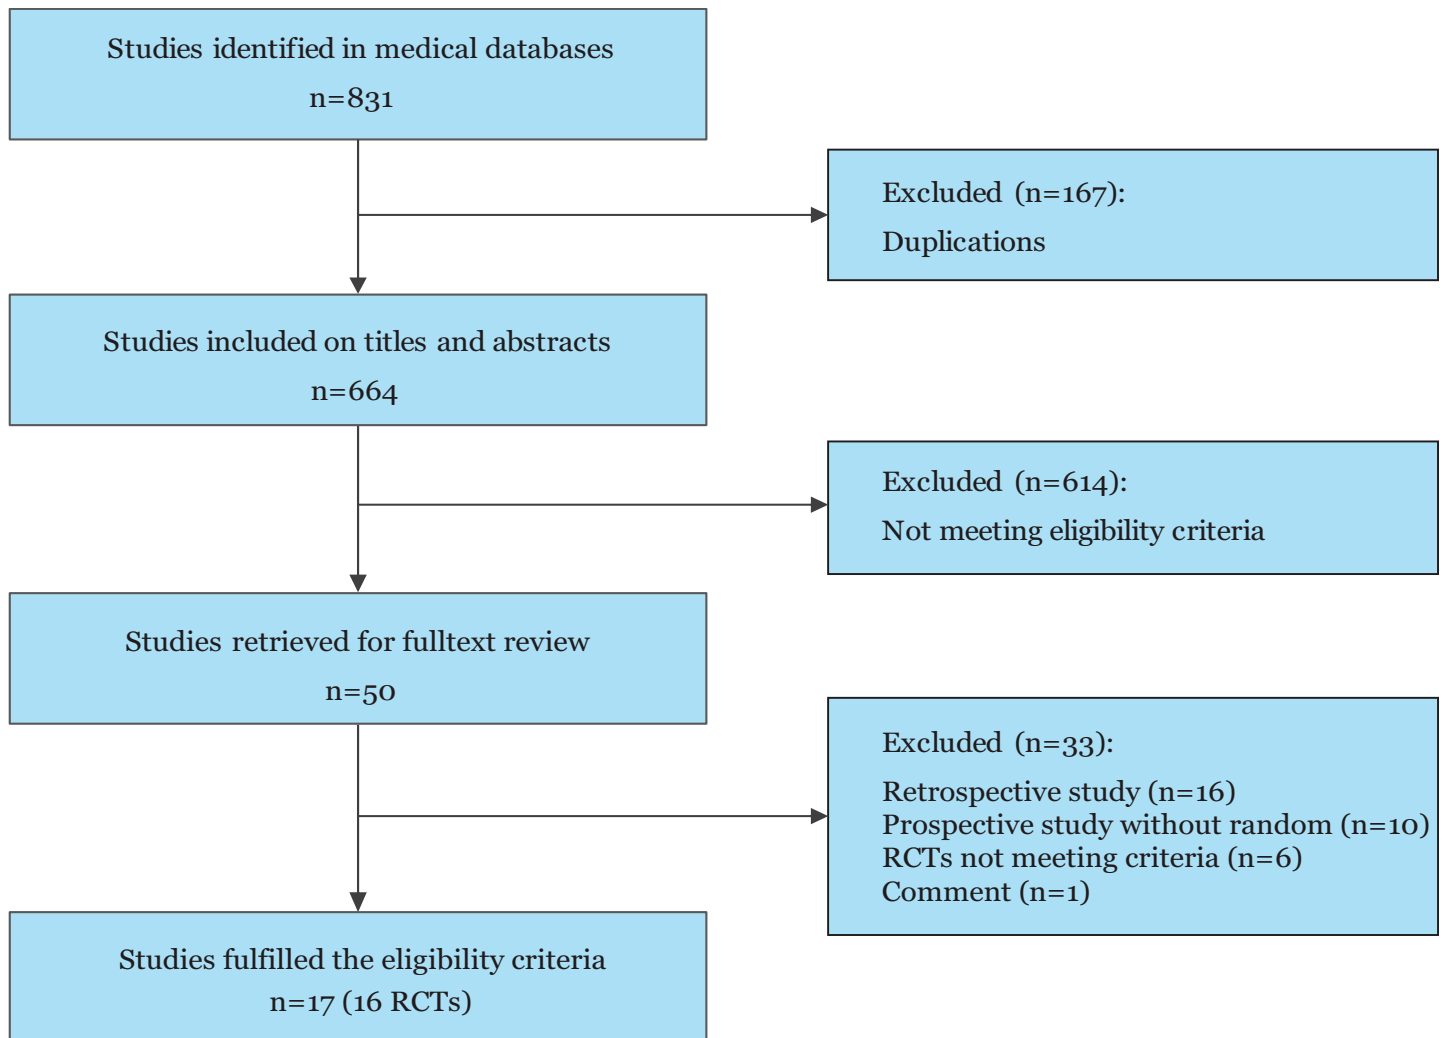 Studies identified in medical databases
n=831
Excluded (n=167):
Duplications
Studies included on titles and abstracts
n=664
Excluded (n=614):
Not meeting eligibility criteria
Studies retrieved for fulltext review
n=50
Excluded (n=33):
Retrospective study (n=16)
Prospective study without random (n=10)
RCTs not meeting criteria (n=6)
Comment (n=1)
Studies fulfilled the eligibility criteria
n=17 (16 RCTs)